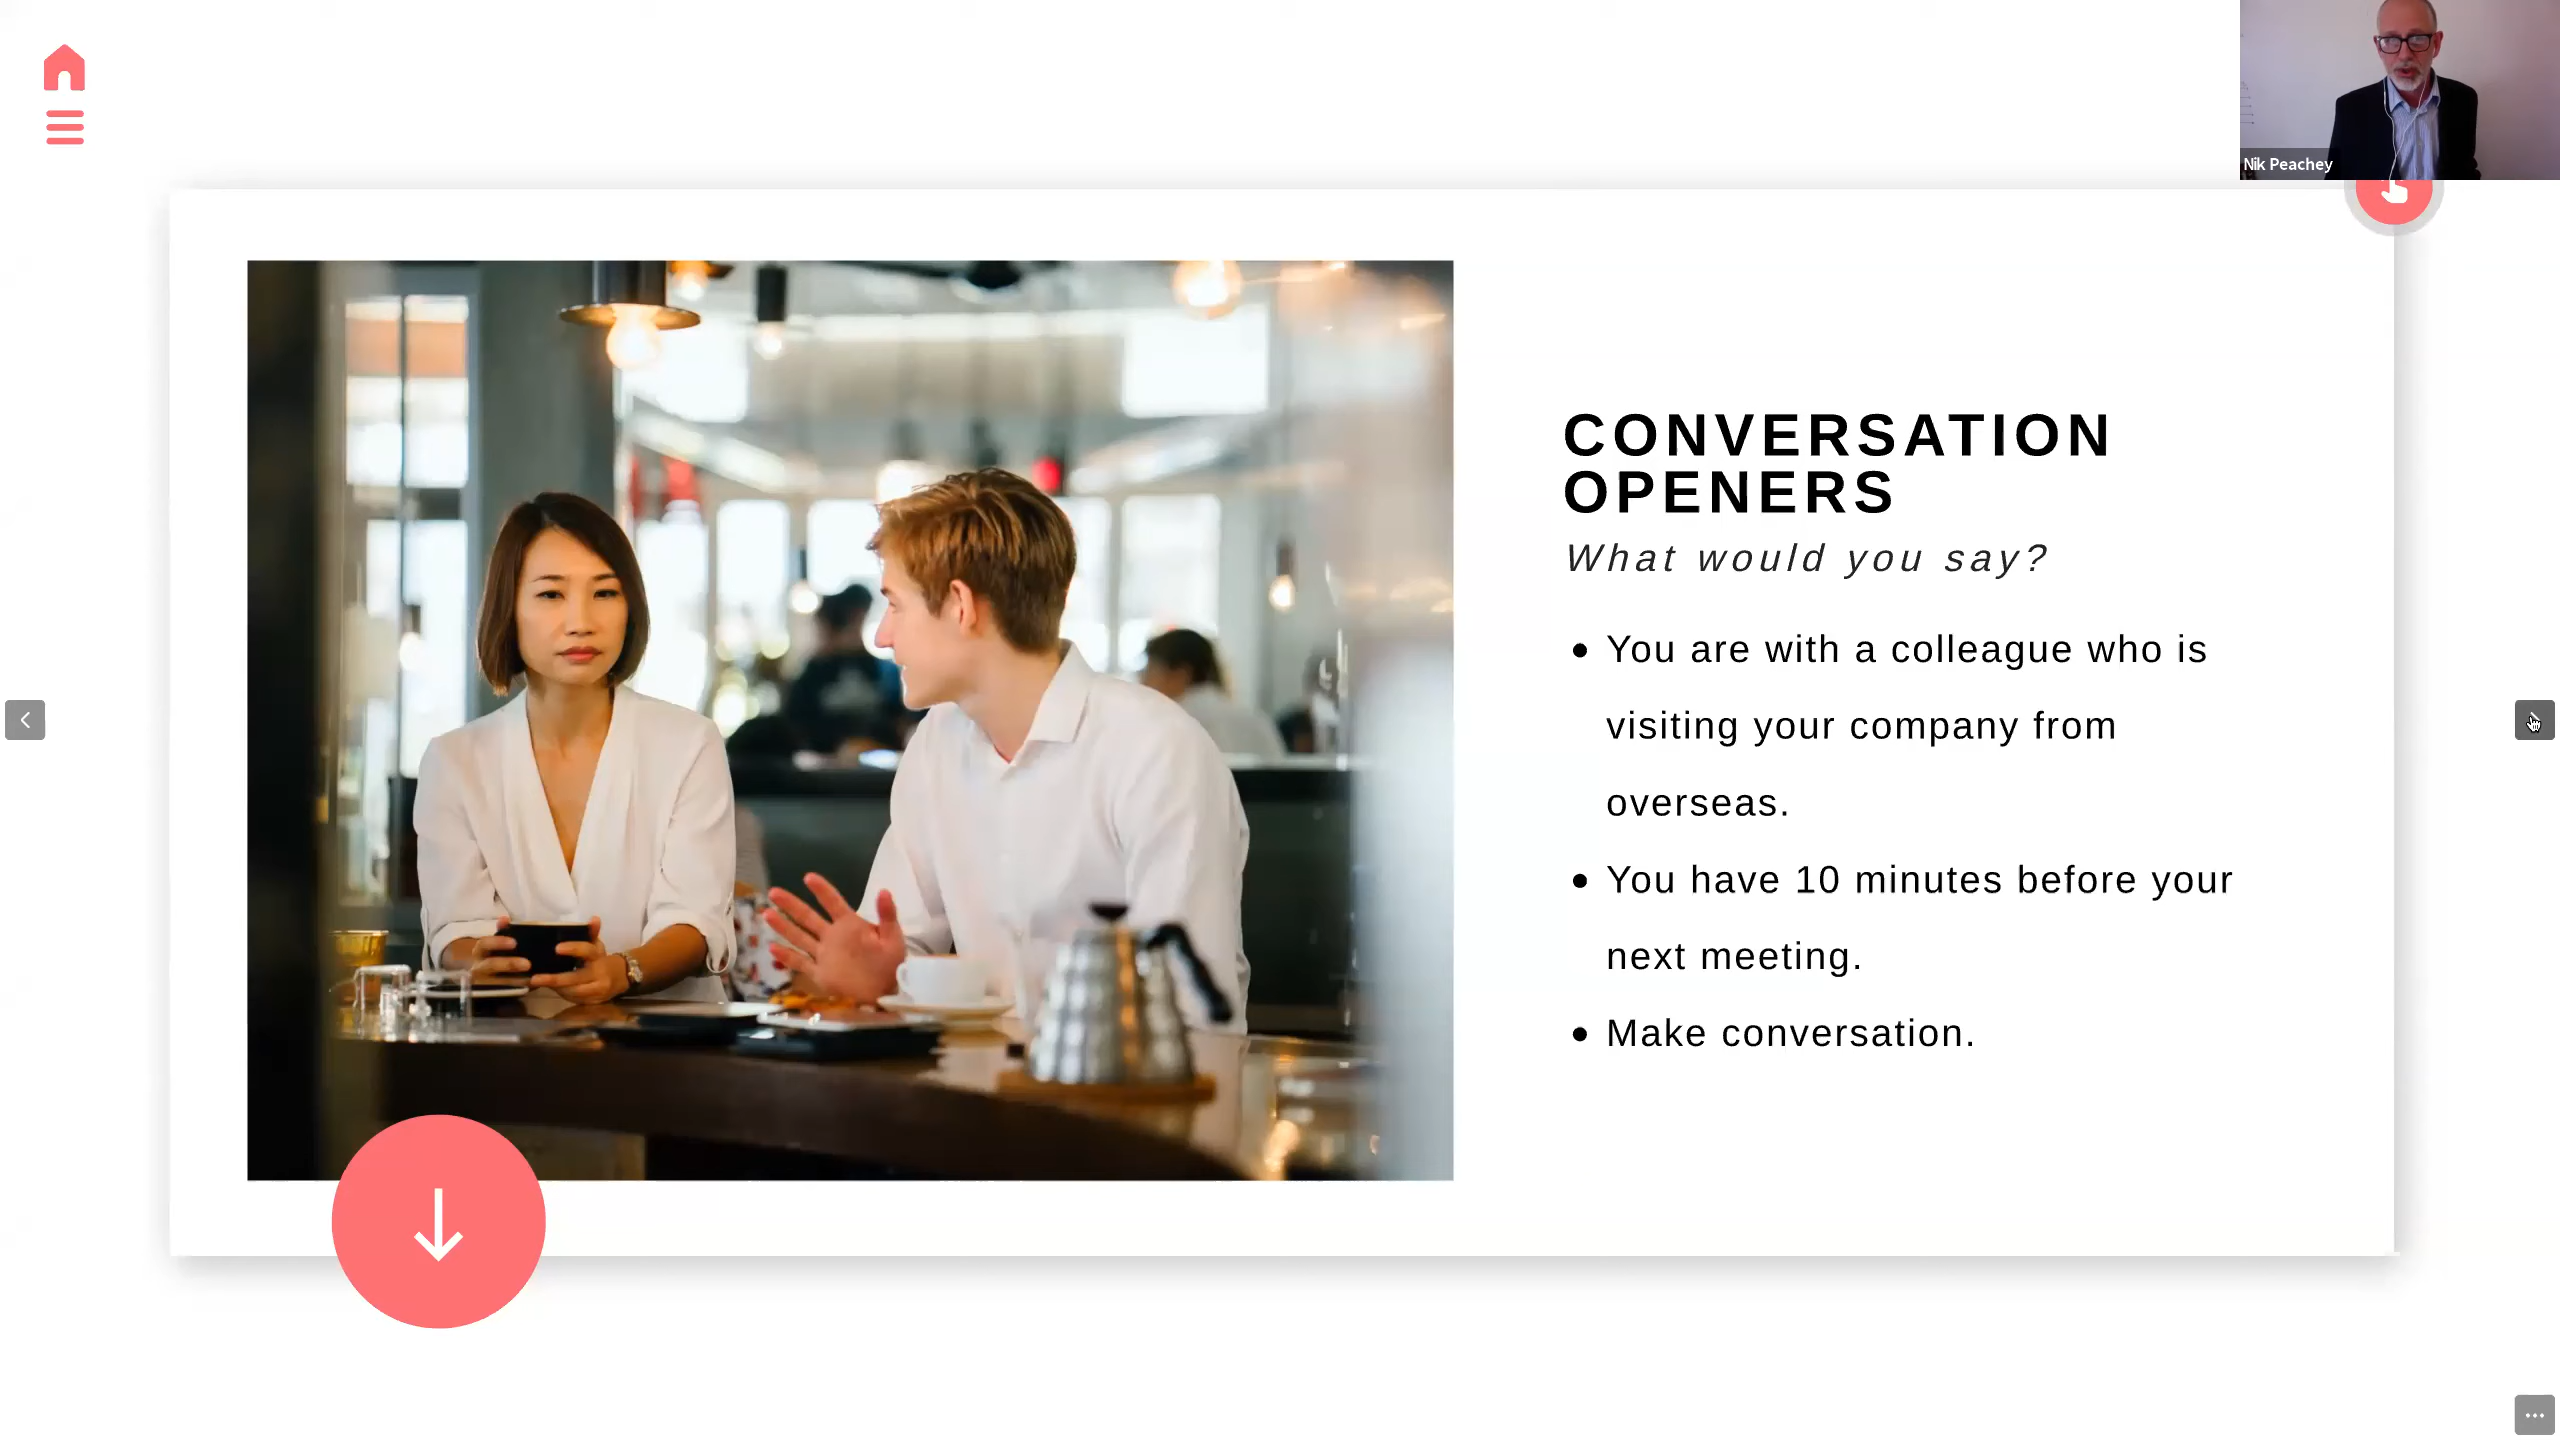 Nik Peachey
CONVERSATION
OPENERS
What would you say?
• You are with a colleague who is
visiting your company from
overseas.
• You have 10 minutes before your
next meeting.
• Make conversation.